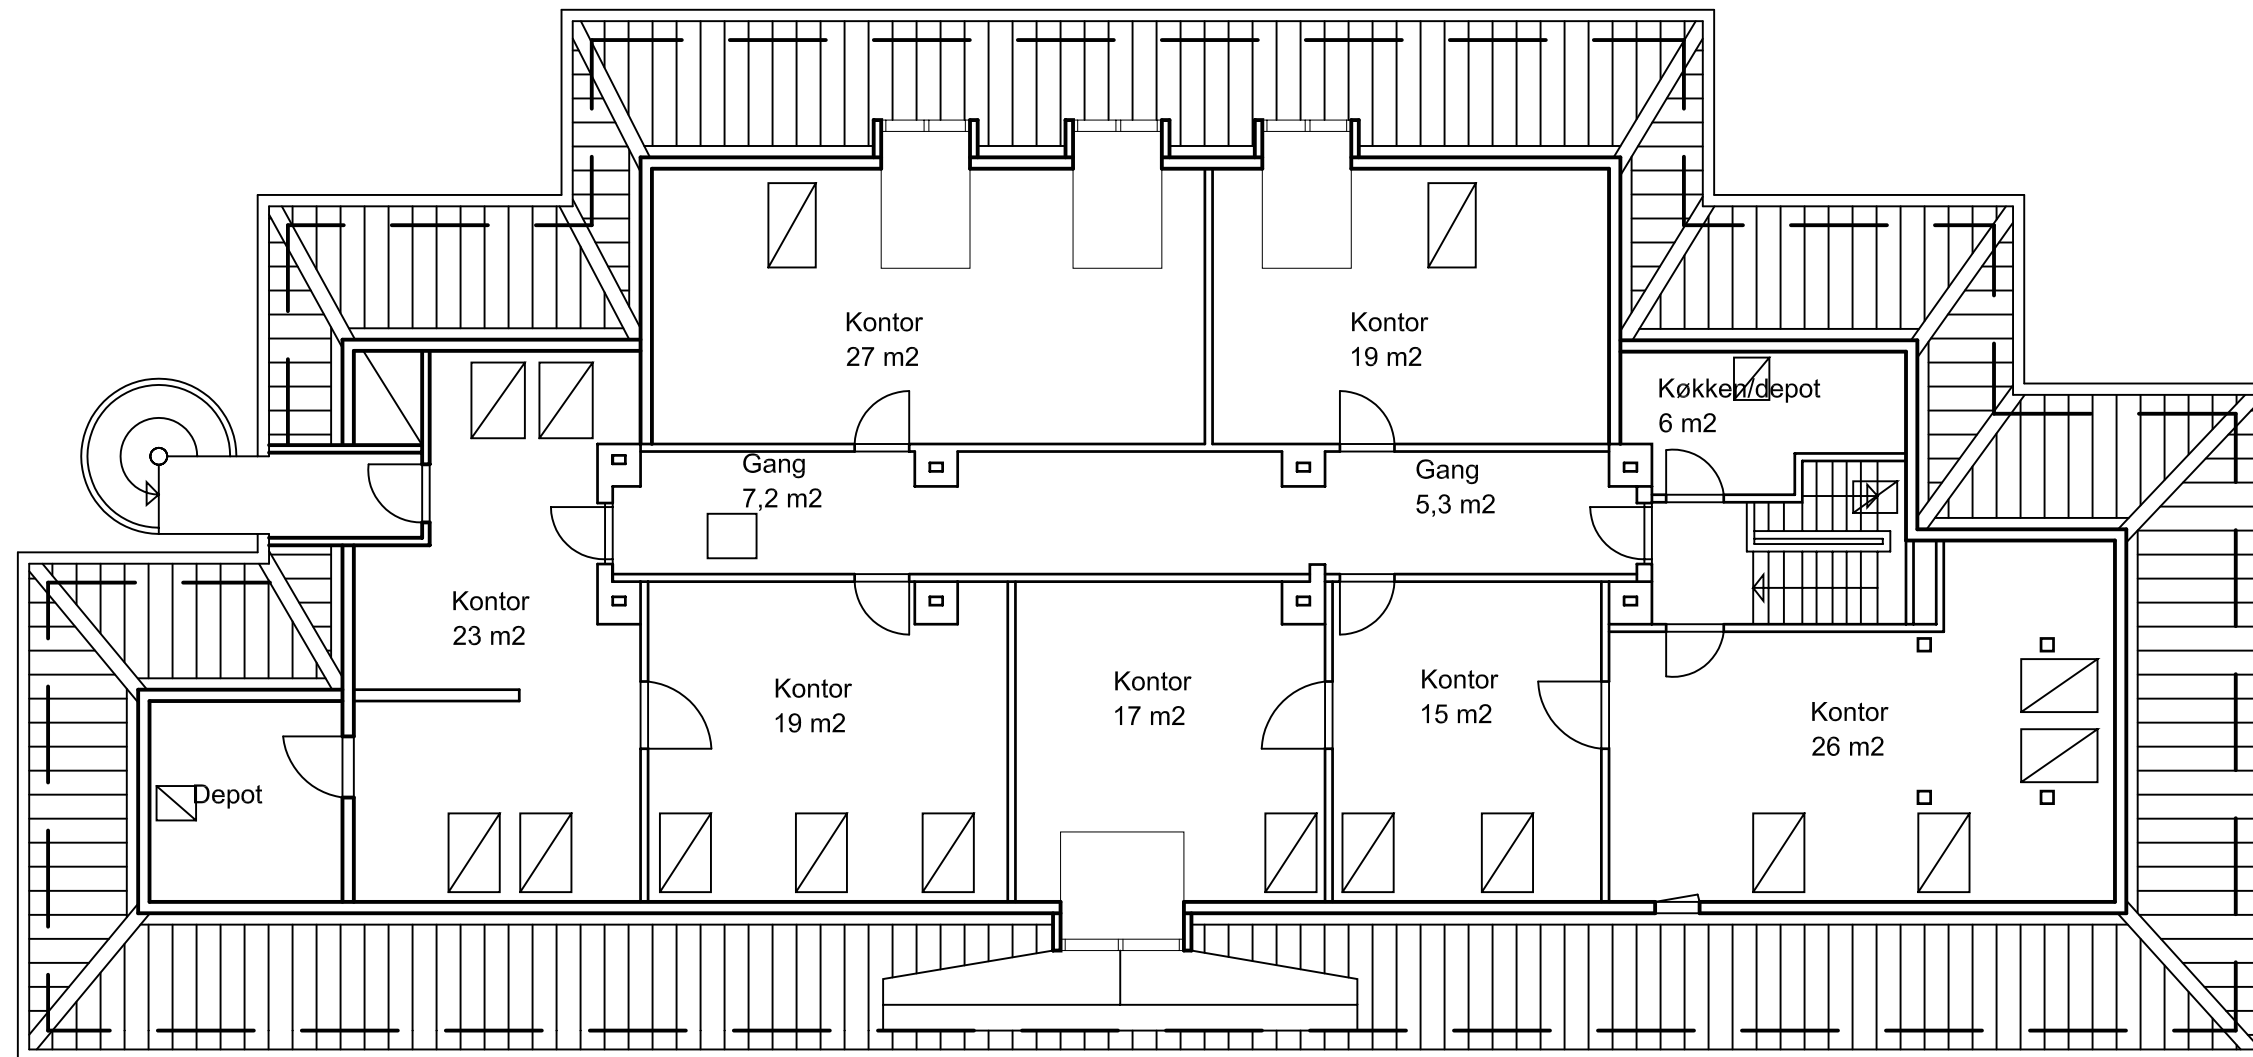 Kontor
27 m2
Kontor
19 m2
Køkken/depot
6 m2
Gang
7,2 m2
Gang
5,3 m2
Kontor
23 m2
Kontor
19 m2
Kontor
17 m2
Kontor
15 m2
Kontor
26 m2
Depot